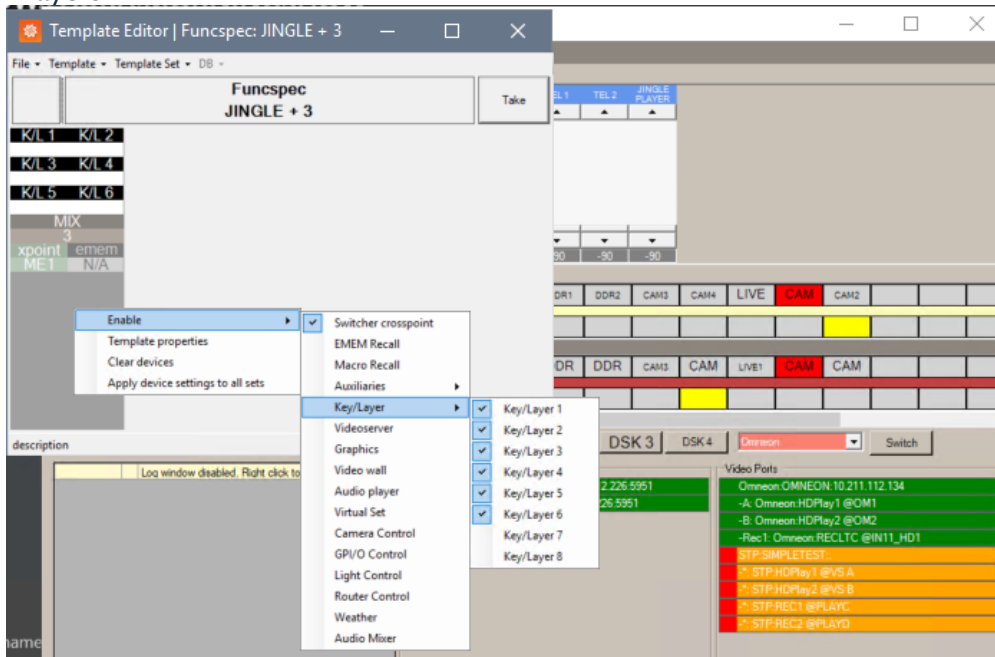 Template Editor | Funcspec: JINGLE + 3
File Template Template Set DB
Funcspec
JINGLE + 3
Take
K/L 1 K/L 2
K/L 3 K/L 4
K/L 5 K/L 6
MIX
3
xpoint emem
ME1 N/A
Enable
Template properties
Clear devices
Apply device settings to all sets
Switcher crosspoint
EMEM Recall
Macro Recall
Auxiliaries
Key/Layer
Videoserver
Graphics
Video wall
Audio player
Virtual Set
Camera Control
GPI/O Control
Light Control
Router Control
Weather
Audio Mixer
Key/Layer 1
Key/Layer 2
Key/Layer 3
Key/Layer 4
Key/Layer 5
Key/Layer 6
Key/Layer 7
Key/Layer 8
description
Log window disabled. Right click to
TEL 2 JINGLE PLAYER
-90 -90
DDR2 CAM3 CAM4 LIVE CAM CAM2
DDR CAM3 CAM LIVE1 CAM CAM
DSK 3 DSK 4 Omneon Switch
2.226:5951
26:5951
Video Ports
Omneon:OMNEON:10.211.112.134
-A: Omneon:HDPlay1 @OM1
-B: Omneon:HDPlay2 @OM2
-Rec1: Omneon:RECLTC @IN11_HD1
STP:SIMPLETEST:
-*: STP:HDPlay1 @VS A
-*: STP:HDPlay2 @VS B
-*: STP:REC1 @PLAYC
-*: STP:REC2 @PLAYD
name